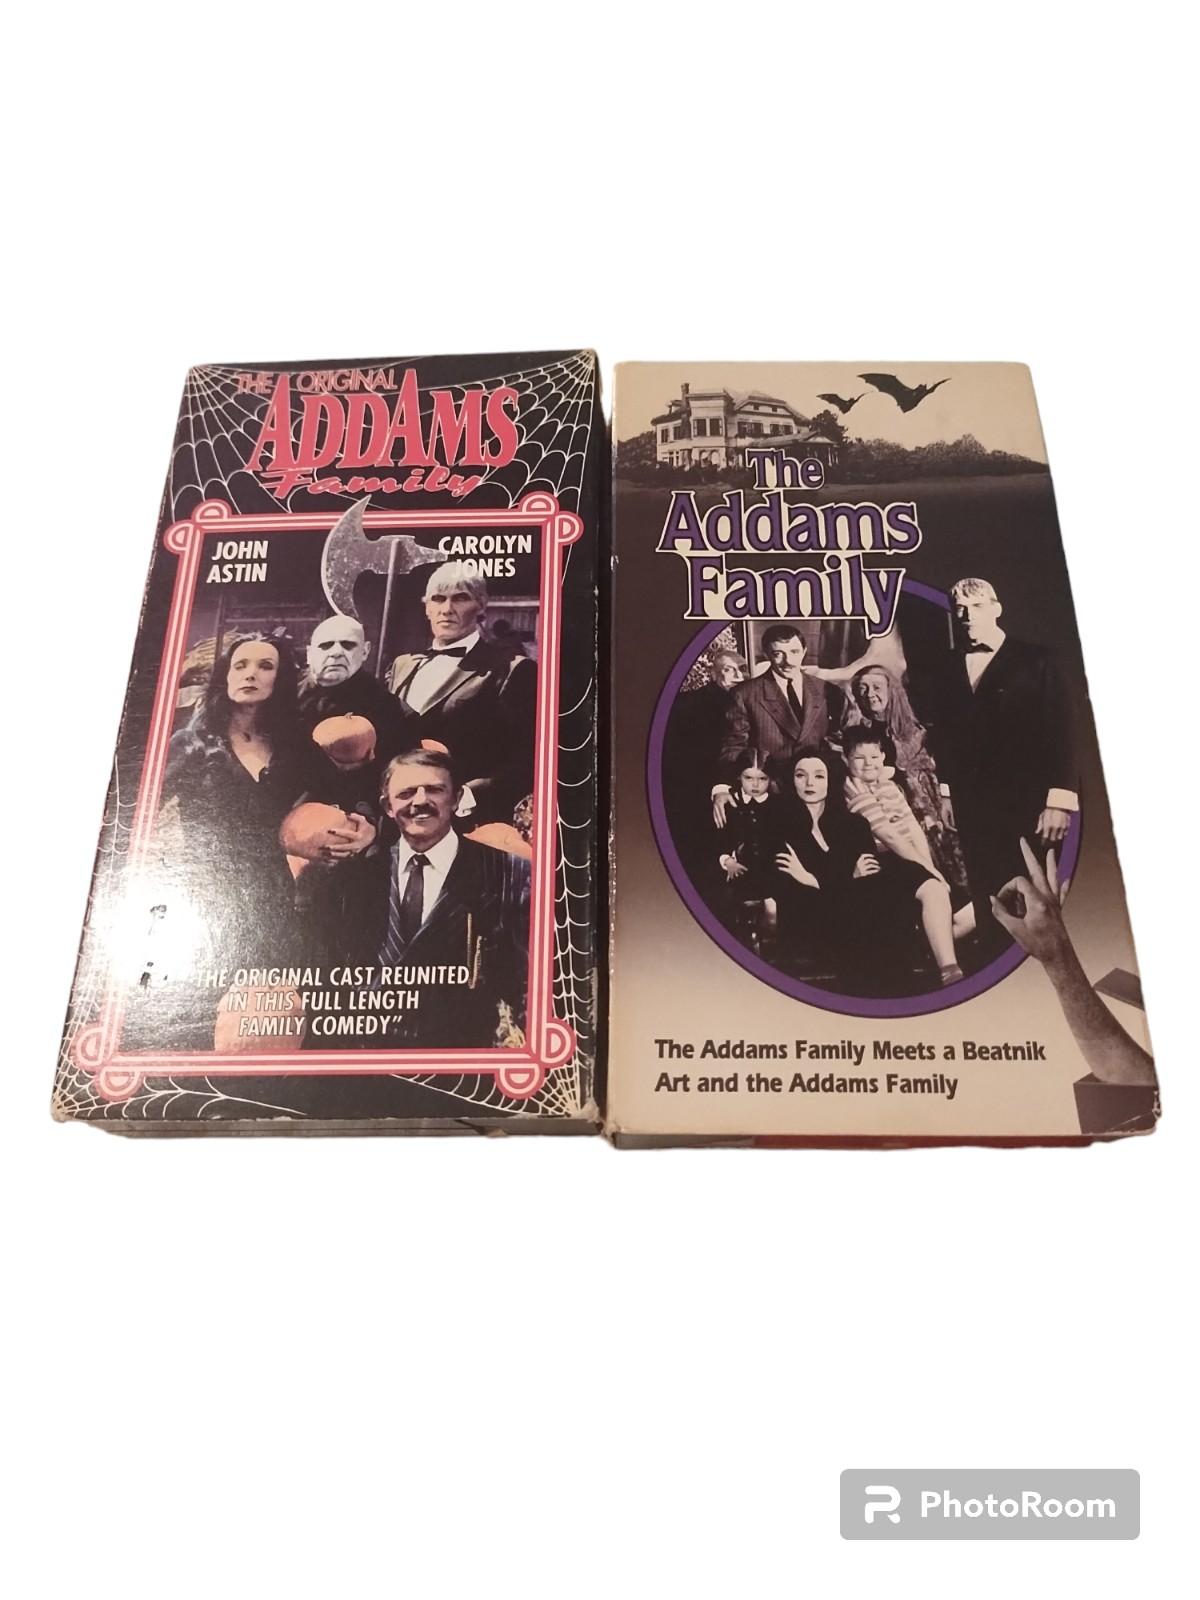 THE ORIGINAL
ADDAMS
Family
JOHN
ASTIN
CAROLYN
JONES
THE ORIGINAL CAST REUNITED
IN THIS FULL LENGTH
FAMILY COMEDY"
The
Addams
Family
The Addams Family Meets a Beatnik
Art and the Addams Family
PhotoRoom